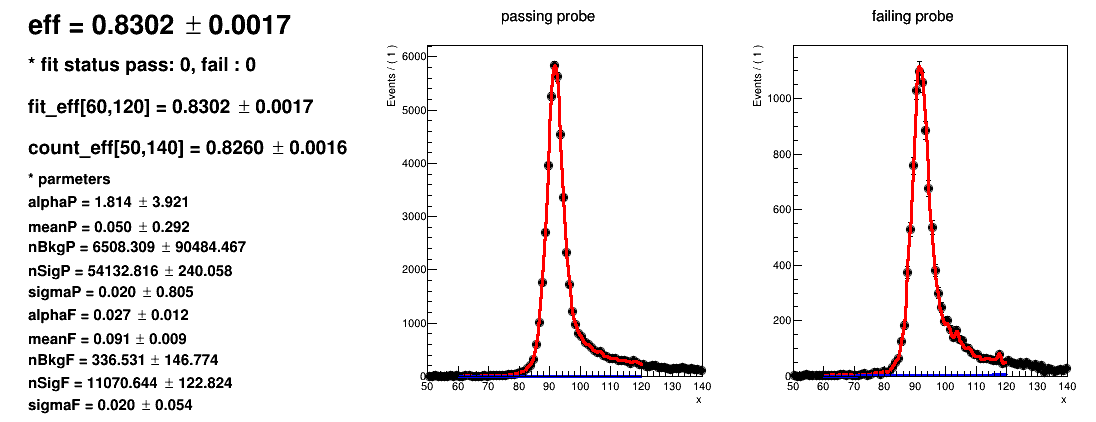 eff = 0.8302 ± 0.0017
* fit status pass: 0, fail : 0
fit_eff[60,120] = 0.8302 ± 0.0017
count_eff[50,140] = 0.8260 ± 0.0016
* parmeters
alphaP = 1.814 ± 3.921
meanP = 0.050 ± 0.292
nBkgP = 6508.309 ± 90484.467
nSigP = 54132.816 ± 240.058
sigmaP = 0.020 ± 0.805
alphaF = 0.027 ± 0.012
meanF = 0.091 ± 0.009
nBkgF = 336.531 ± 146.774
nSigF = 11070.644 ± 122.824
sigmaF = 0.020 ± 0.054
passing probe
Events / ( 1 )
6000
5000
4000
3000
2000
1000
0
50 60 70 80 90 100 110 120 130 140
x
failing probe
Events / ( 1 )
1000
800
600
400
200
0
50 60 70 80 90 100 110 120 130 140
x